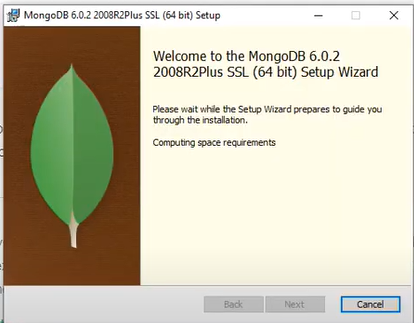 MongoDB 6.0.2 2008R2Plus SSL (64 bit) Setup
Welcome to the MongoDB 6.0.2
2008R2Plus SSL (64 bit) Setup Wizard
Please wait while the Setup Wizard prepares to guide you
through the installation.
Computing space requirements
Back
Next
Cancel